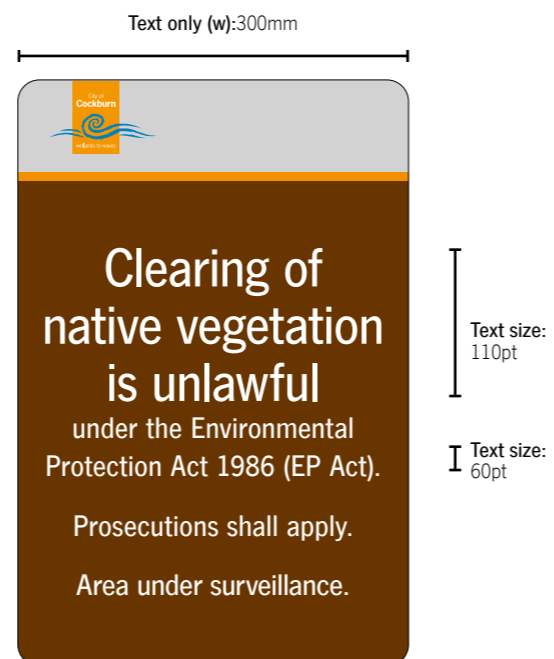 Text only (w):300mm
City of
Cockburn
wetlands to waves
Clearing of
native vegetation
is unlawful
under the Environmental
Protection Act 1986 (EP Act).
Prosecutions shall apply.
Area under surveillance.
Text size:
110pt
Text size:
60pt